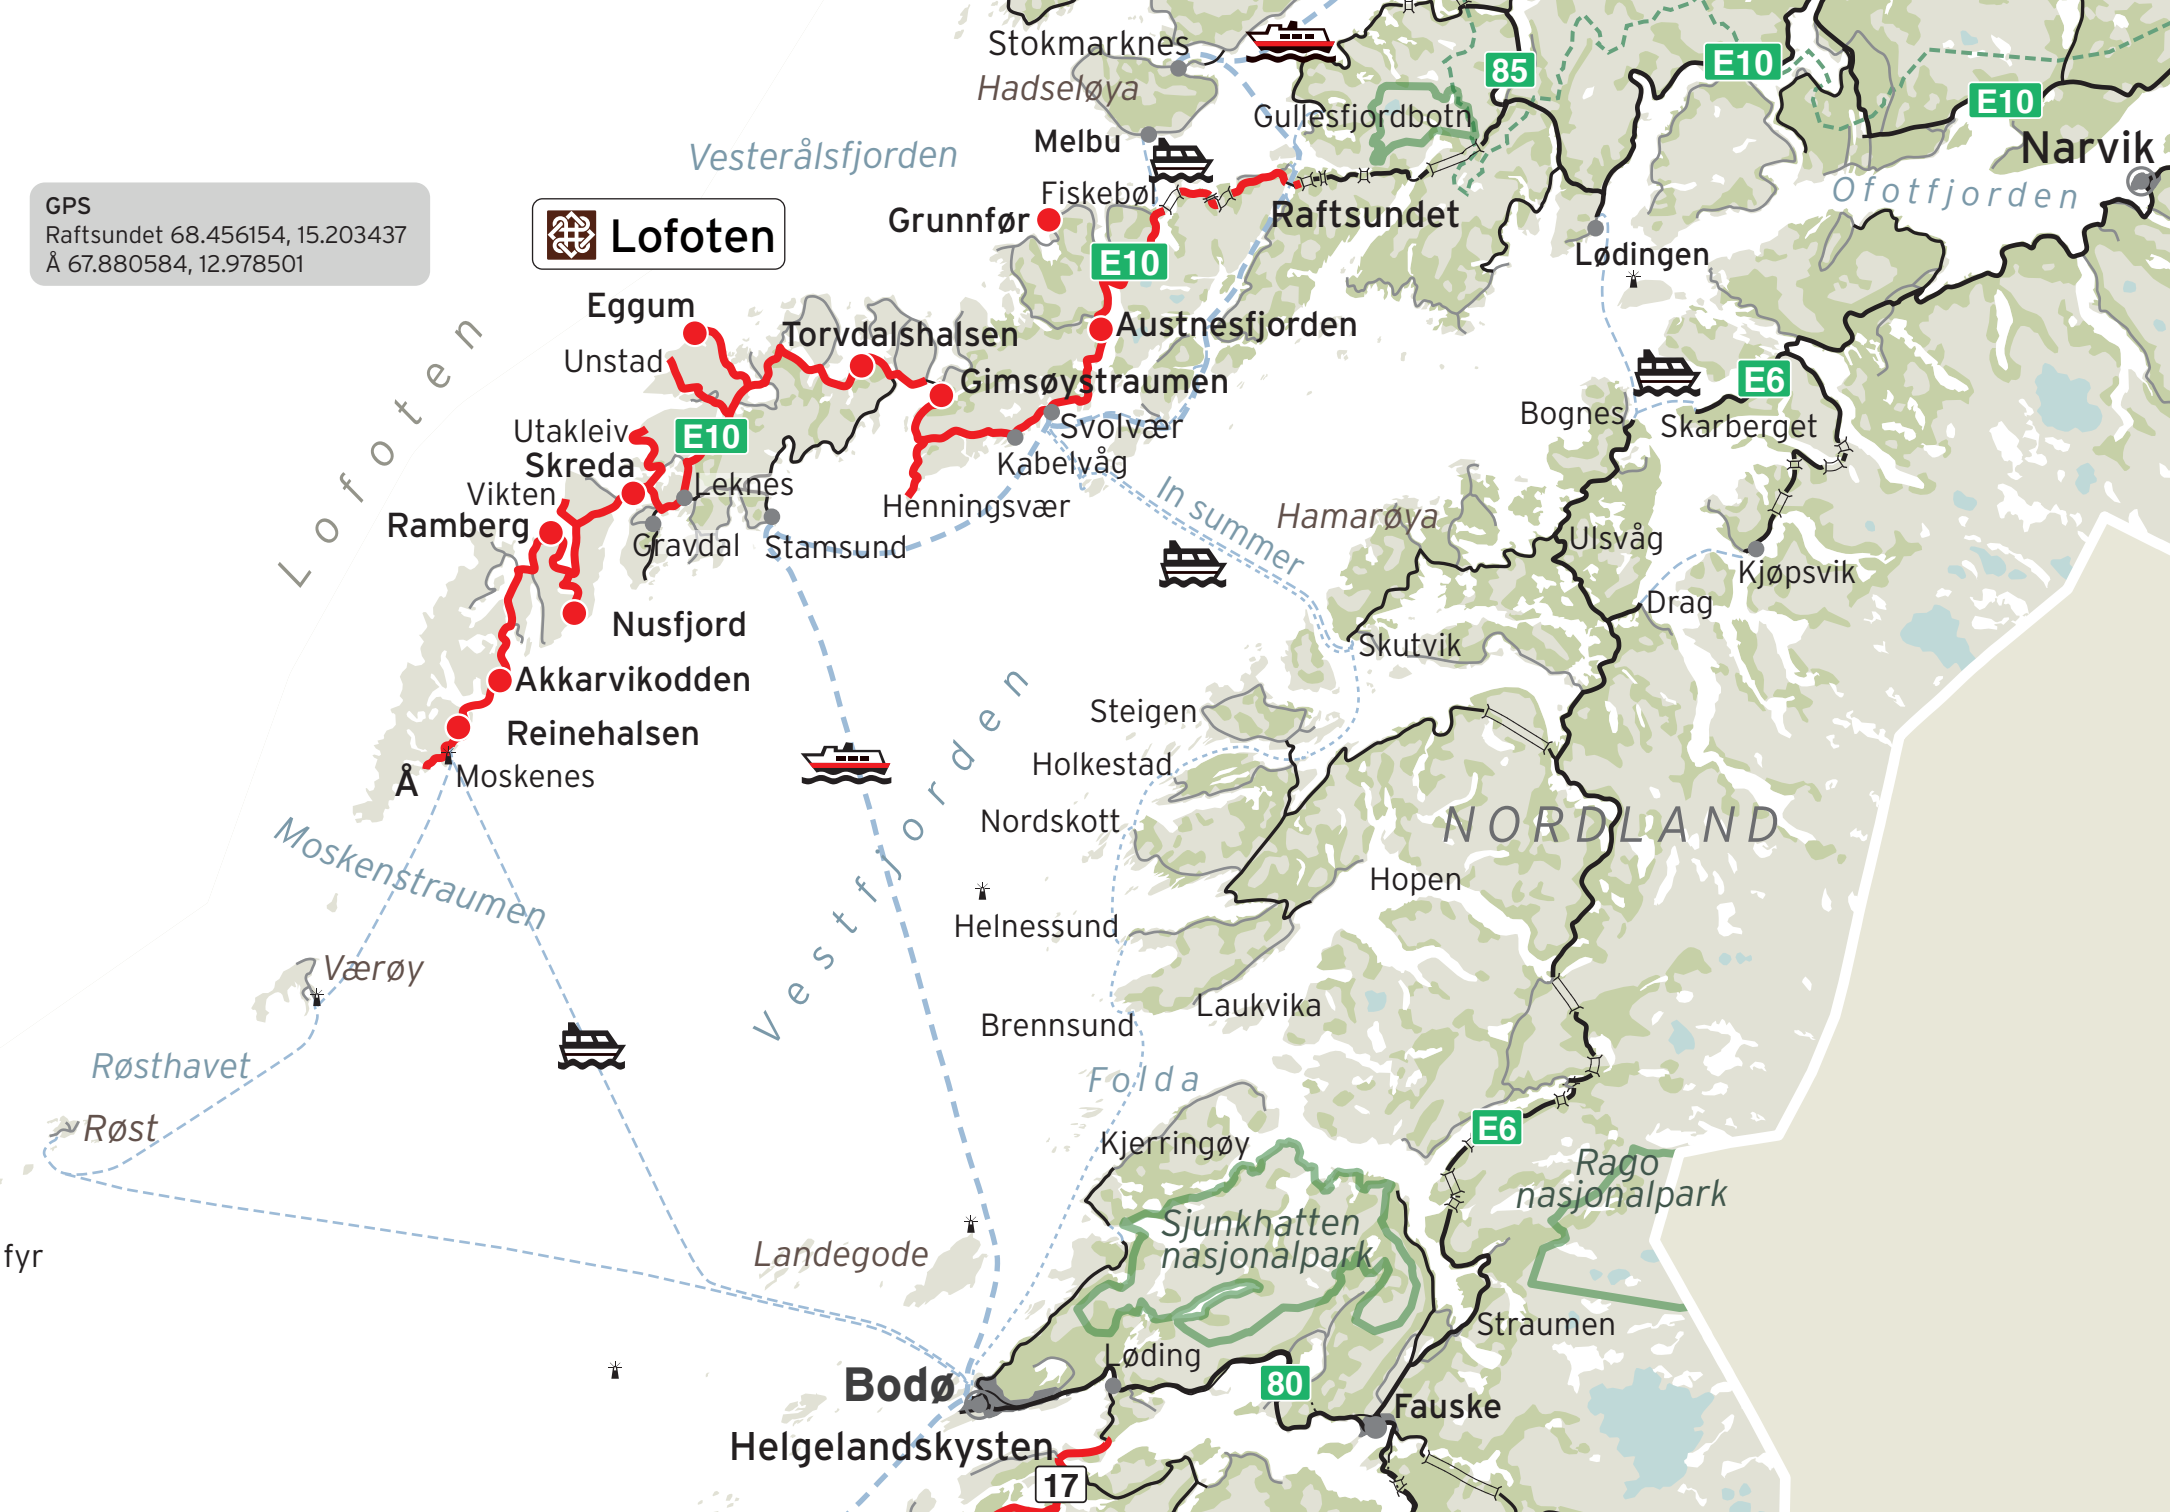 Stokmarknes
Hadseløya
85
E10
E10
Gullesfjordbotn
Melbu
Narvik
Vesterålsfjorden
Ofotfjorden
GPS
Raftsundet 68.456154, 15.203437
Å 67.880584, 12.978501
Fiskebøl
Grunnfør
Raftsundet
Lofoten
E10
Lødingen
Eggum
Torvdalshalsen
Austnesfjorden
Unstad
Lofoten
Gimsøystraumen
E6
Bognes
Skarberget
Utakleiv
E10
Svolvær
Skreda
Kabelvåg
Vikten
Leknes
Henningsvær
In summer
Hamarøya
Ramberg
Gravdal
Stamsund
Ulsvåg
Kjøpsvik
Drag
Nusfjord
Skutvik
Akkarvikodden
Steigen
Reinehalsen
Holkestad
Å
Moskenes
Vestfjorden
Nordskott
NORDLAND
Moskenstraumen
Hopen
Helnessund
Værøy
Laukvika
Brennsund
Røsthavet
Folda
Røst
E6
Kjerringøy
Rago
nasjonalpark
Sjunkhatten
nasjonalpark
fyr
Landegode
Straumen
Løding
Bodø
80
Fauske
Helgelandskysten
17